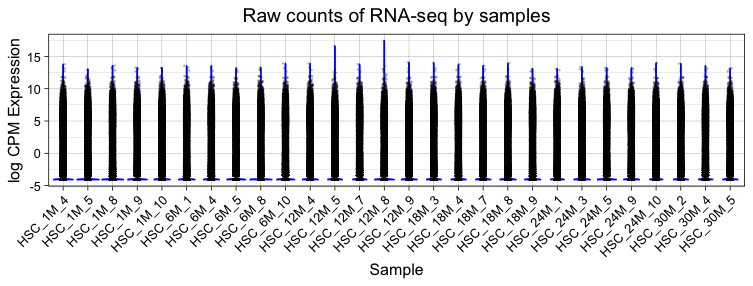 Raw counts of RNA-seq by samples
log CPM Expression
15
10
5
0
-5
HSC_1M_4
HSC_1M_5
HSC_1M_8
HSC_1M_9
HSC_1M_10
HSC_6M_1
HSC_6M_4
HSC_6M_5
HSC_6M_8
HSC_6M_10
HSC_12M_4
HSC_12M_5
HSC_12M_7
HSC_12M_8
HSC_12M_9
HSC_18M_3
HSC_18M_4
HSC_18M_7
HSC_18M_8
HSC_18M_9
HSC_24M_1
HSC_24M_3
HSC_24M_5
HSC_24M_9
HSC_24M_10
HSC_30M_2
HSC_30M_4
HSC_30M_5
Sample